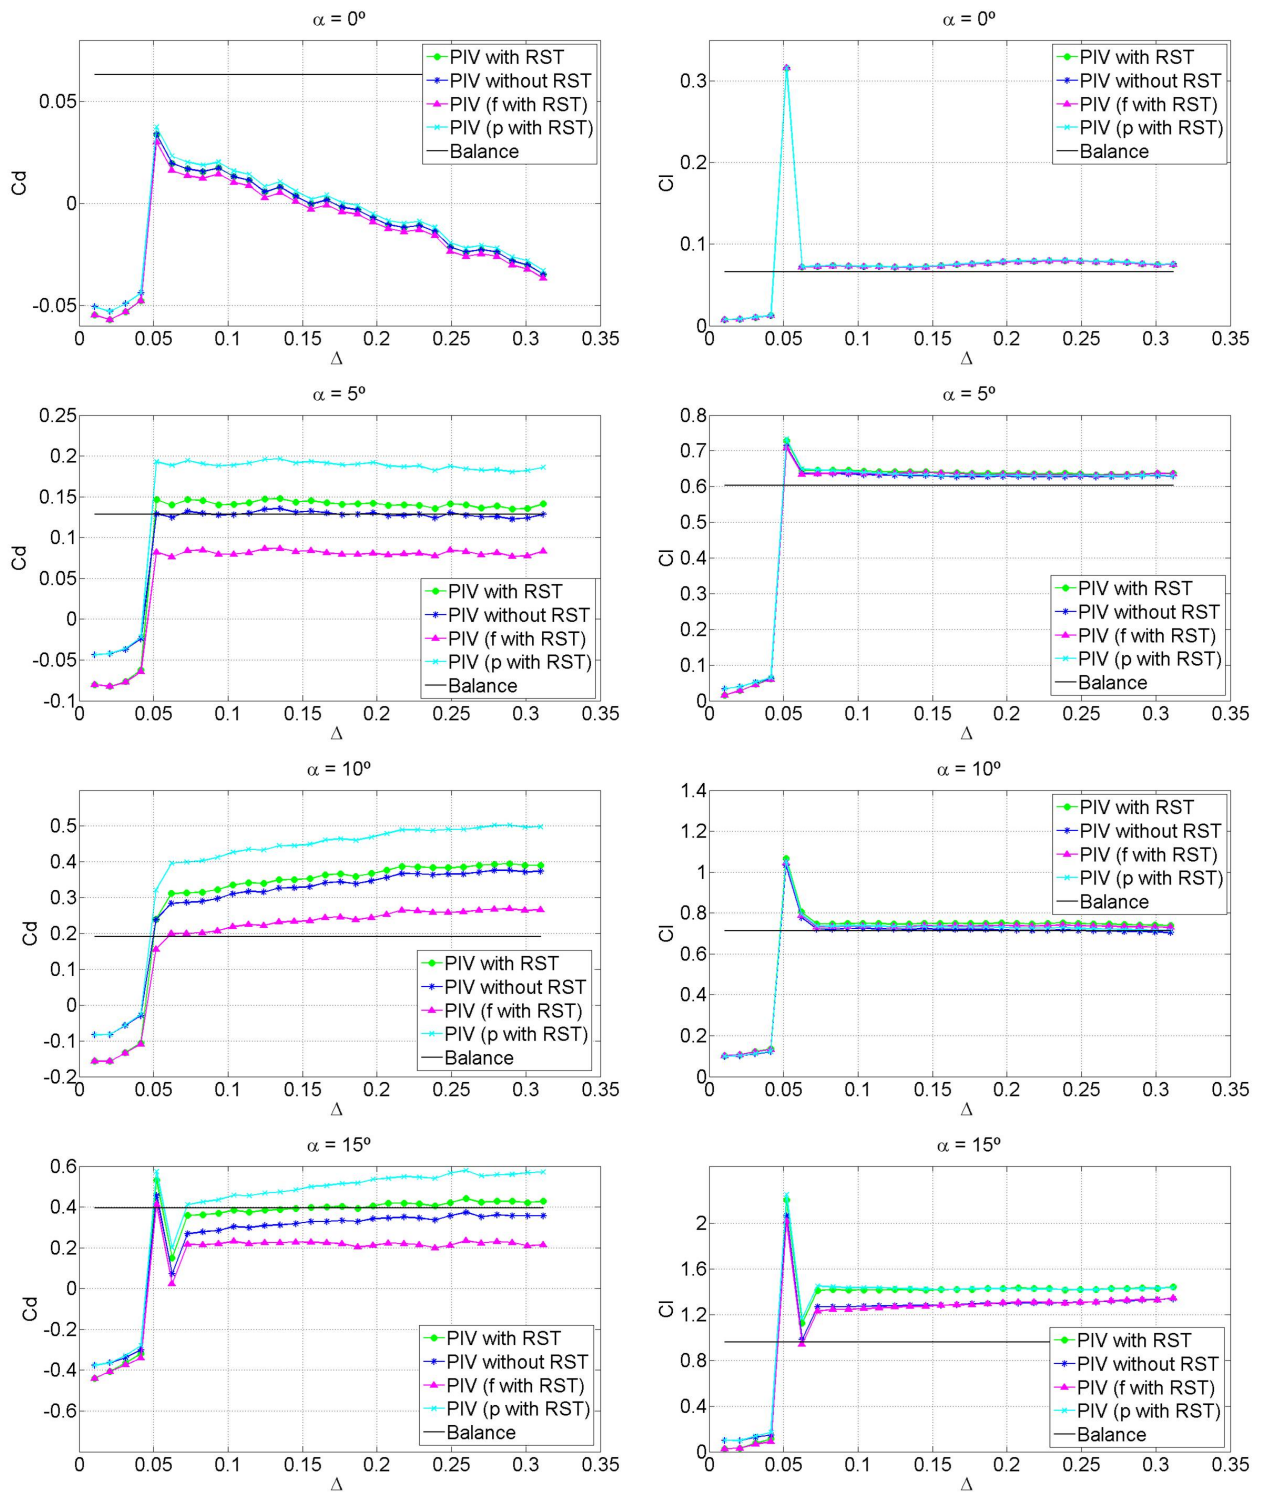 α = 0º
Cd
0.05
0
-0.05
0 0.05 0.1 0.15 0.2 0.25 0.3 0.35
Δ
PIV with RST
PIV without RST
PIV (f with RST)
PIV (p with RST)
Balance
α = 0º
Cl
0.3
0.2
0.1
0
0 0.05 0.1 0.15 0.2 0.25 0.3 0.35
Δ
PIV with RST
PIV without RST
PIV (f with RST)
PIV (p with RST)
Balance
α = 5º
Cd
0.25
0.2
0.15
0.1
0.05
0
-0.05
-0.1
0 0.05 0.1 0.15 0.2 0.25 0.3 0.35
Δ
PIV with RST
PIV without RST
PIV (f with RST)
PIV (p with RST)
Balance
α = 5º
Cl
0.8
0.7
0.6
0.5
0.4
0.3
0.2
0.1
0
0 0.05 0.1 0.15 0.2 0.25 0.3 0.35
Δ
PIV with RST
PIV without RST
PIV (f with RST)
PIV (p with RST)
Balance
α = 10º
Cd
0.5
0.4
0.3
0.2
0.1
0
-0.1
-0.2
0 0.05 0.1 0.15 0.2 0.25 0.3 0.35
Δ
PIV with RST
PIV without RST
PIV (f with RST)
PIV (p with RST)
Balance
α = 10º
Cl
1.4
1.2
1
0.8
0.6
0.4
0.2
0
0 0.05 0.1 0.15 0.2 0.25 0.3 0.35
Δ
PIV with RST
PIV without RST
PIV (f with RST)
PIV (p with RST)
Balance
α = 15º
Cd
0.6
0.4
0.2
0
-0.2
-0.4
-0.6
0 0.05 0.1 0.15 0.2 0.25 0.3 0.35
Δ
PIV with RST
PIV without RST
PIV (f with RST)
PIV (p with RST)
Balance
α = 15º
Cl
2
1.6
1.2
0.8
0.4
0
0 0.05 0.1 0.15 0.2 0.25 0.3 0.35
Δ
PIV with RST
PIV without RST
PIV (f with RST)
PIV (p with RST)
Balance